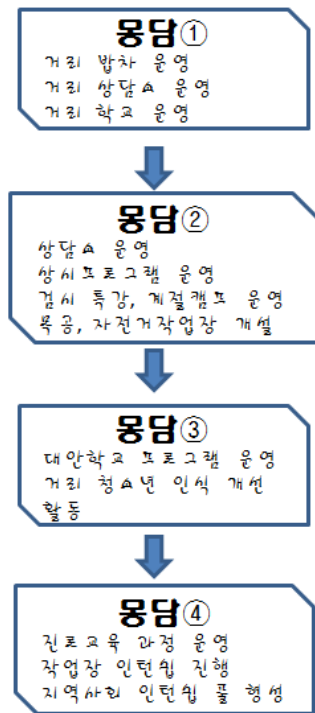 몽담①
거리 밥차 운영
거리 상담소 운영
거리 학교 운영
몽담②
상담소 운영
상시프로그램 운영
검시 특강, 계절캠프 운영
목공, 자전거작업장 개설
몽담③
대안학교 프로그램 운영
거리 청소년 인식 개선
활동
몽담④
진로교육 과정 운영
작업장 인턴쉽 진행
지역사회 인턴쉽 풀 형성